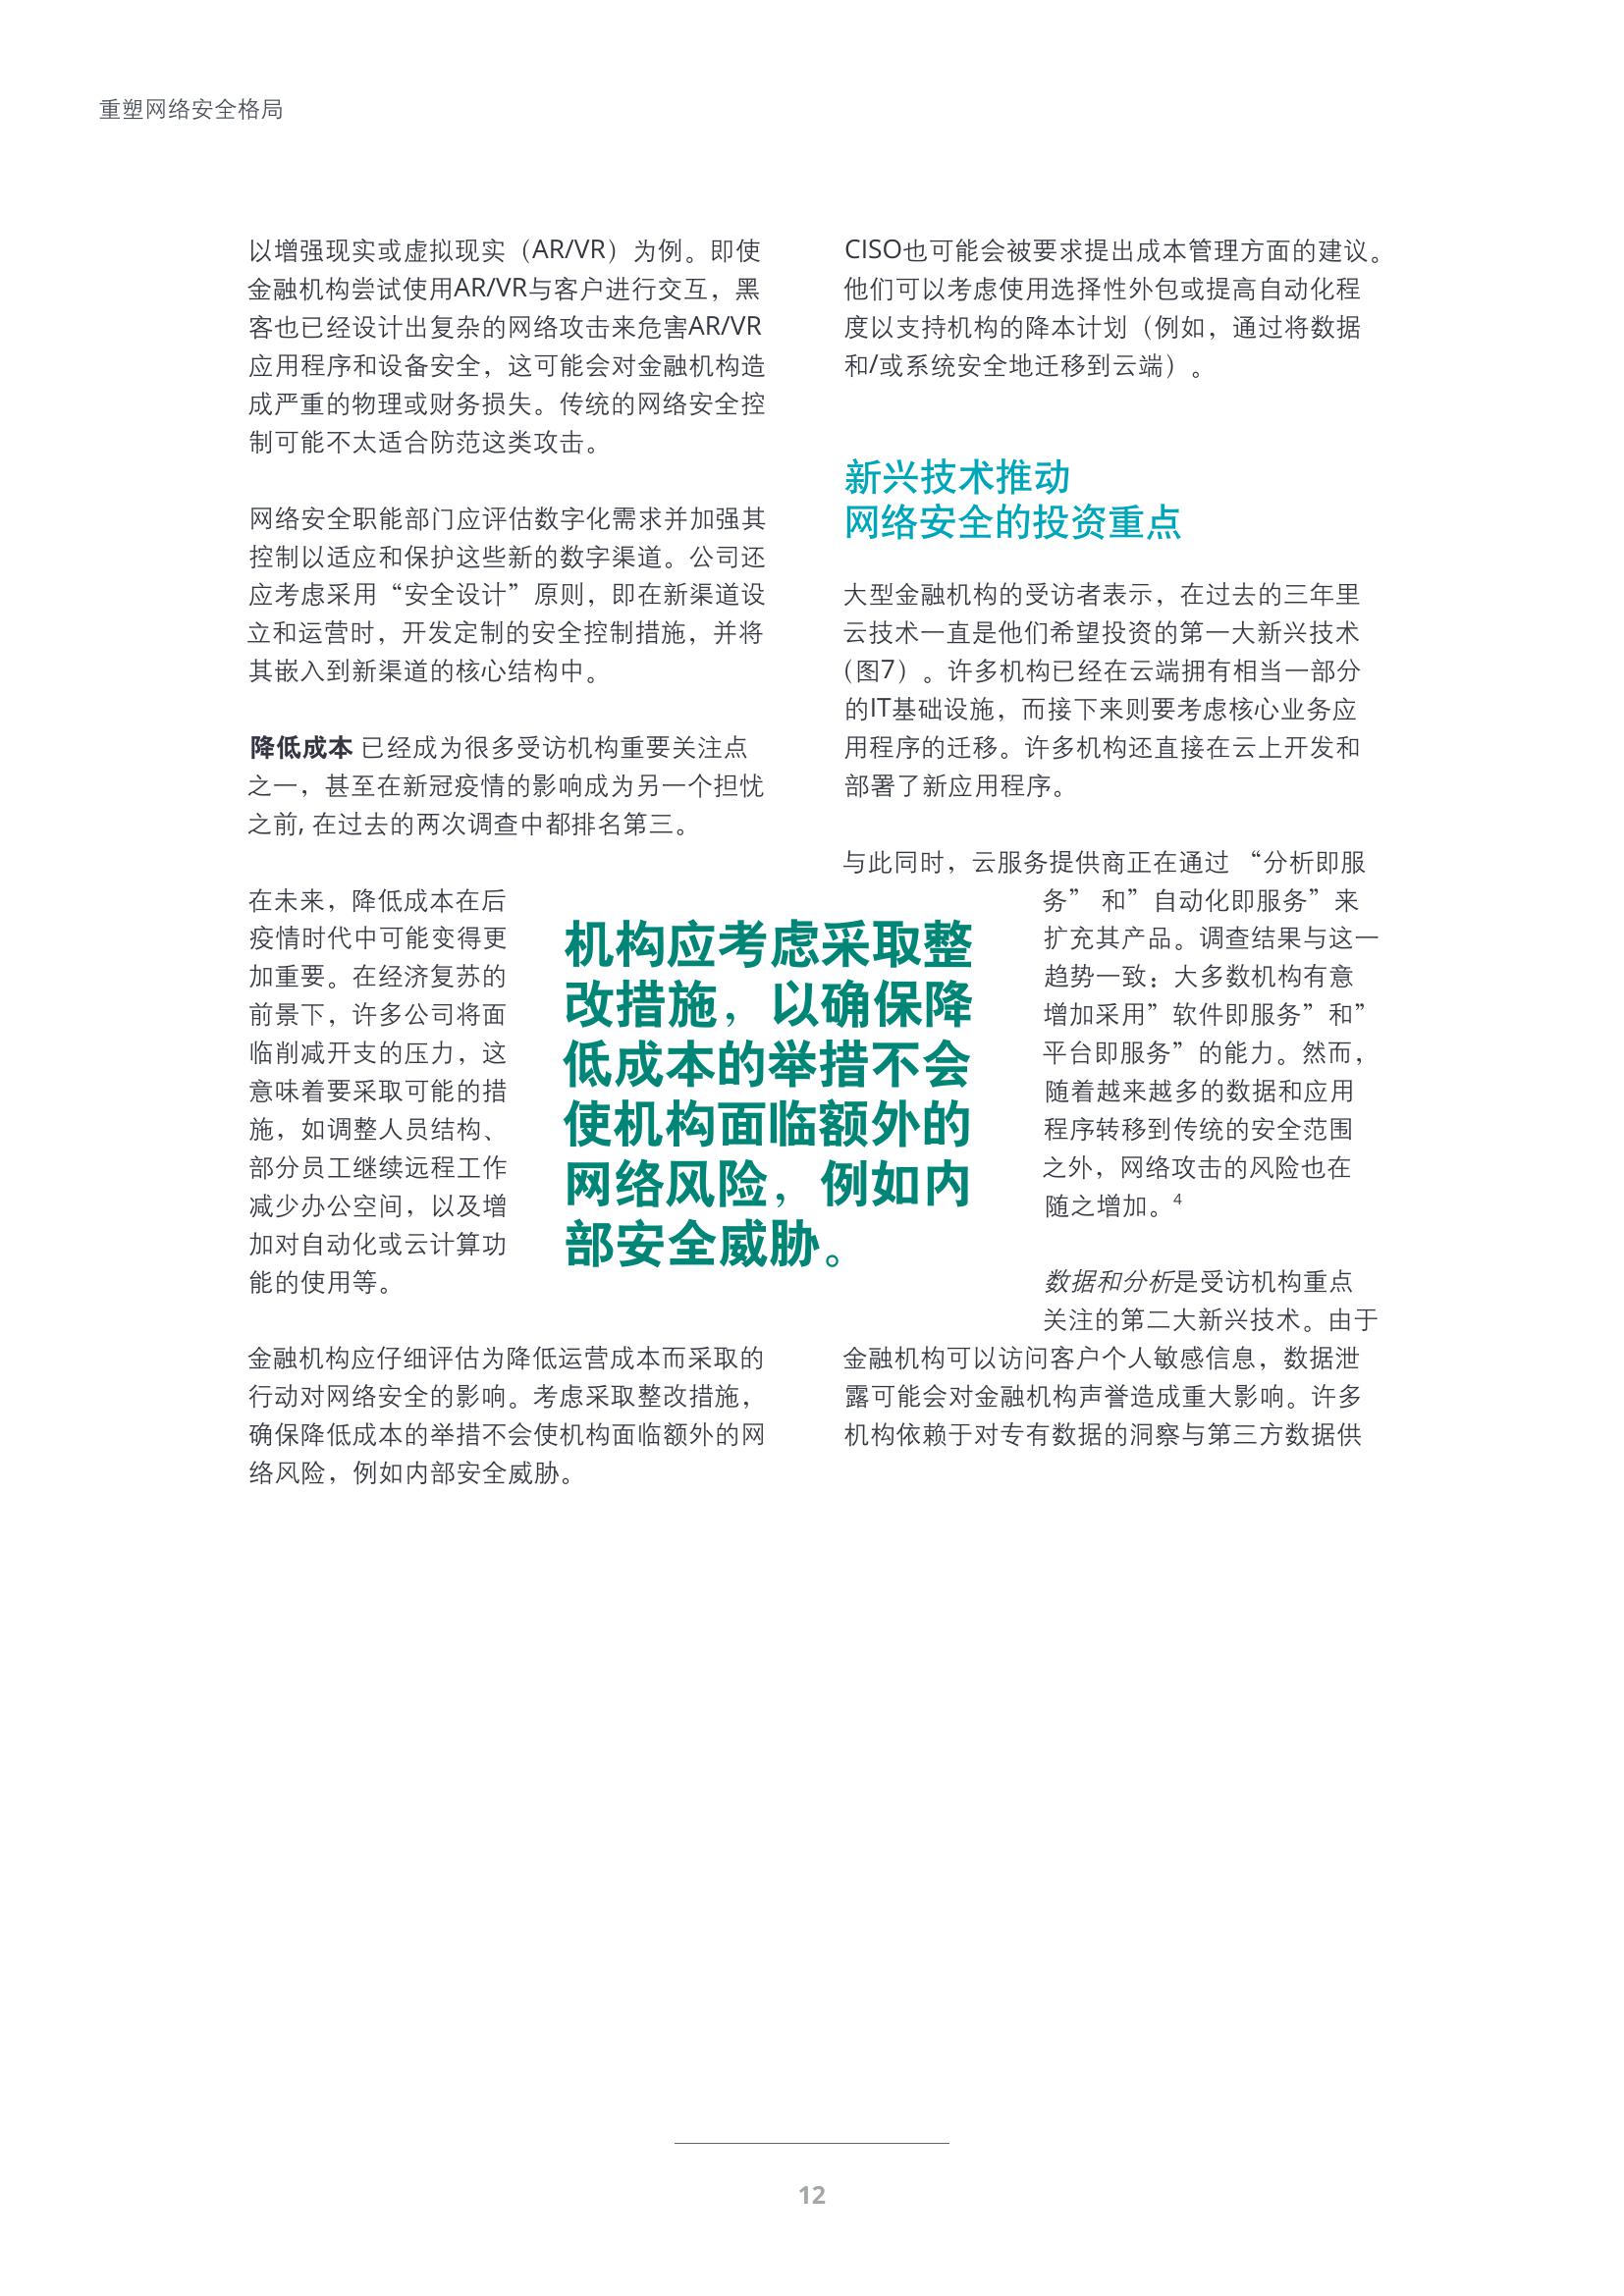 重塑网络安全格局
以增强现实或虚拟现实（AR/VR）为例。即使
金融机构尝试使用AR/VR与客户进行交互，黑
客也已经设计出复杂的网络攻击来危害AR/VR
应用程序和设备安全，这可能会对金融机构造
成严重的物理或财务损失。传统的网络安全控
制可能不太适合防范这类攻击。
网络安全职能部门应评估数字化需求并加强其
控制以适应和保护这些新的数字渠道。公司还
应考虑采用“安全设计”原则，即在新渠道设
立和运营时，开发定制的安全控制措施，并将
其嵌入到新渠道的核心结构中。
降低成本 已经成为很多受访机构重要关注点
之一，甚至在新冠疫情的影响成为另一个担忧
之前, 在过去的两次调查中都排名第三。
在未来，降低成本在后
疫情时代中可能变得更
加重要。在经济复苏的
前景下，许多公司将面
临削减开支的压力，这
意味着要采取可能的措
施，如调整人员结构、
部分员工继续远程工作
减少办公空间，以及增
加对自动化或云计算功
能的使用等。
金融机构应仔细评估为降低运营成本而采取的
行动对网络安全的影响。考虑采取整改措施，
确保降低成本的举措不会使机构面临额外的网
络风险，例如内部安全威胁。
机构应考虑采取整
改措施，以确保降
低成本的举措不会
使机构面临额外的
网络风险，例如内
部安全威胁。
CISO也可能会被要求提出成本管理方面的建议。
他们可以考虑使用选择性外包或提高自动化程
度以支持机构的降本计划（例如，通过将数据
和/或系统安全地迁移到云端）。
新兴技术推动
网络安全的投资重点
大型金融机构的受访者表示，在过去的三年里
云技术一直是他们希望投资的第一大新兴技术
（图7）。许多机构已经在云端拥有相当一部分
的IT基础设施，而接下来则要考虑核心业务应
用程序的迁移。许多机构还直接在云上开发和
部署了新应用程序。
与此同时，云服务提供商正在通过 “分析即服
务” 和”自动化即服务”来
扩充其产品。调查结果与这一
趋势一致：大多数机构有意
增加采用”软件即服务”和”
平台即服务”的能力。然而，
随着越来越多的数据和应用
程序转移到传统的安全范围
之外，网络攻击的风险也在
随之增加。⁴
数据和分析是受访机构重点
关注的第二大新兴技术。由于
金融机构可以访问客户个人敏感信息，数据泄
露可能会对金融机构声誉造成重大影响。许多
机构依赖于对专有数据的洞察与第三方数据供
12